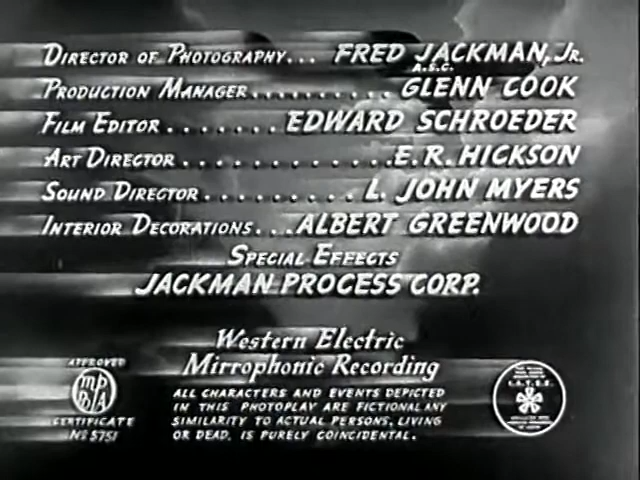 DIRECTOR OF PHOTOGRAPHY... FRED JACKMAN, JR.
A.S.C.
PRODUCTION MANAGER.......... GLENN COOK
FILM EDITOR....... EDWARD SCHROEDER
ART DIRECTOR.............E. R. HICKSON
SOUND DIRECTOR......... L. JOHN MYERS
INTERIOR DECORATIONS...ALBERT GREENWOOD
SPECIAL EFFECTS
JACKMAN PROCESS CORP.
Western Electric
Mirrophonic Recording
APPROVED
MPPDA
CERTIFICATE
No 5751
ALL CHARACTERS AND EVENTS DEPICTED
IN THIS PHOTOPLAY ARE FICTIONAL ANY
SIMILARITY TO ACTUAL PERSONS, LIVING
OR DEAD, IS PURELY COINCIDENTAL.
I.A.T.S.E.